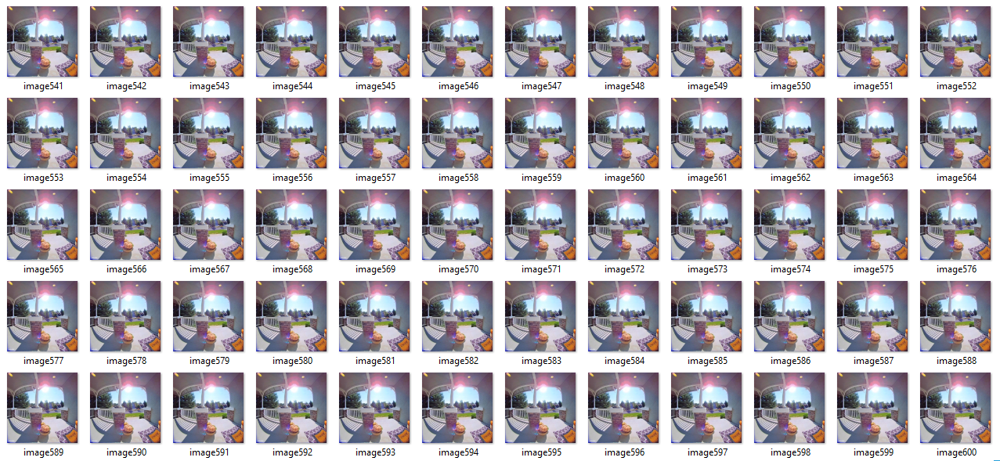 image541 image542 image543 image544 image545 image546 image547 image548 image549 image550 image551 image552
image553 image554 image555 image556 image557 image558 image559 image560 image561 image562 image563 image564
image565 image566 image567 image568 image569 image570 image571 image572 image573 image574 image575 image576
image577 image578 image579 image580 image581 image582 image583 image584 image585 image586 image587 image588
image589 image590 image591 image592 image593 image594 image595 image596 image597 image598 image599 image600